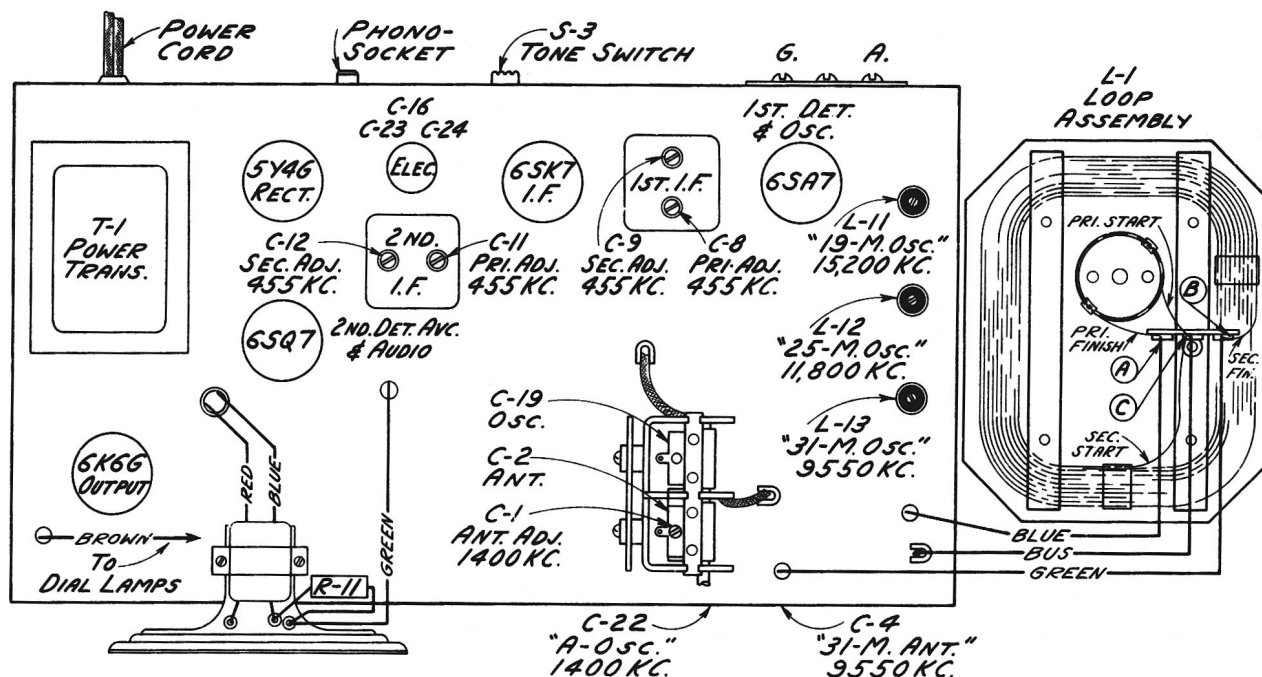 POWER
CORD
PHONO-
SOCKET
S-3
TONE SWITCH
G. A.
L-1
LOOP
ASSEMBLY
C-16
C-23 C-24
ELEC.
1ST. DET.
& OSC.
5Y4G
RECT.
6SK7
I.F.
1ST. I.F.
6SA7
T-1
POWER
TRANS.
C-12
SEC. ADJ.
455 KC.
2ND.
I.F.
C-11
PRI. ADJ.
455 KC.
C-9
SEC. ADJ.
455 KC.
C-8
PRI. ADJ.
455 KC.
L-11
"19-M. OSC."
15,200 KC.
PRI. START
B
PRI.
FINISH
SEC.
FIN.
A
C
SEC.
START
6SQ7
2ND. DET. AVC.
& AUDIO
L-12
"25-M. OSC."
11,800 KC.
L-13
"31-M. OSC."
9550 KC.
C-19
OSC.
C-2
ANT.
C-1
ANT. ADJ.
1400 KC.
6K6G
OUTPUT
RED
BLUE
GREEN
BROWN
TO
DIAL LAMPS
R-11
BLUE
BUS
GREEN
C-22
"A-OSC."
1400 KC.
C-4
"31-M. ANT."
9550 KC.